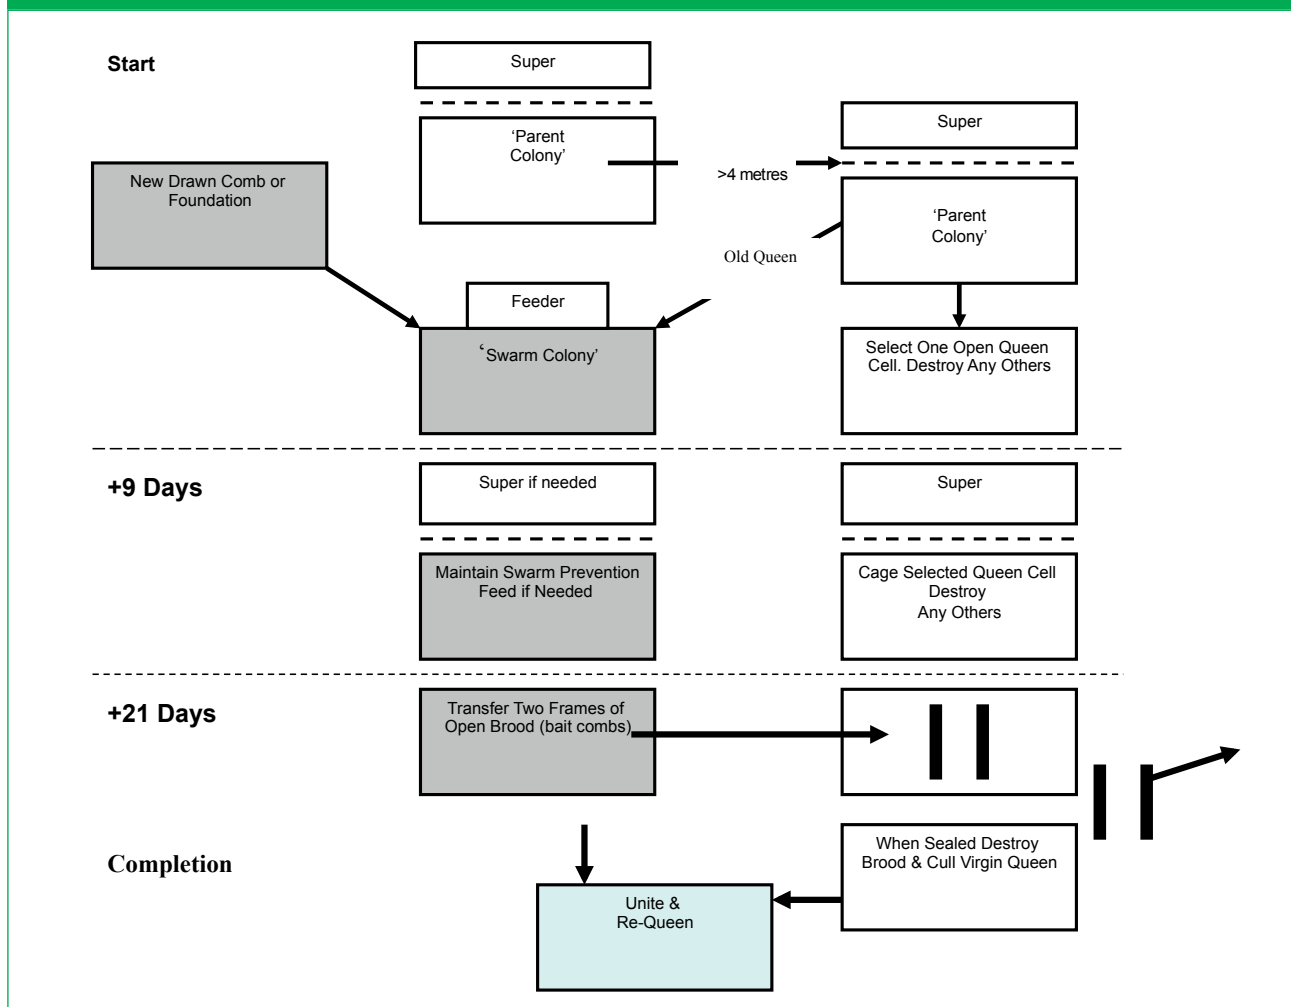 Start
Super
‘Parent
Colony’
>4 metres
Super
‘Parent
Colony’
New Drawn Comb or
Foundation
Old Queen
Feeder
‘Swarm Colony’
Select One Open Queen
Cell. Destroy Any Others
+9 Days
Super if needed
Super
Maintain Swarm Prevention
Feed if Needed
Cage Selected Queen Cell
Destroy
Any Others
+21 Days
Transfer Two Frames of
Open Brood (bait combs)
Completion
When Sealed Destroy
Brood & Cull Virgin Queen
Unite &
Re-Queen